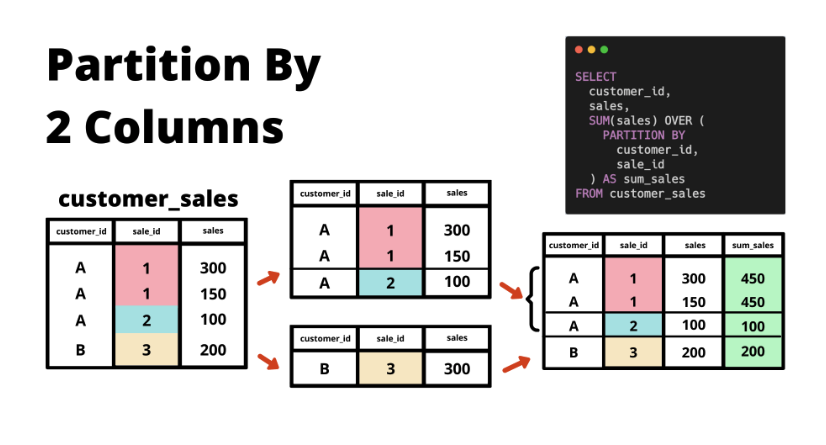 Partition By
2 Columns
SELECT
customer_id,
sales,
SUM(sales) OVER (
PARTITION BY
customer_id,
sale_id
) AS sum_sales
FROM customer_sales
customer_sales
customer_id sale_id sales
A 1 300
A 1 150
A 2 100
B 3 200
customer_id sale_id sales
A 1 300
A 1 150
A 2 100
customer_id sale_id sales
B 3 300
customer_id sale_id sales sum_sales
A 1 300 450
A 1 150 450
A 2 100 100
B 3 200 200